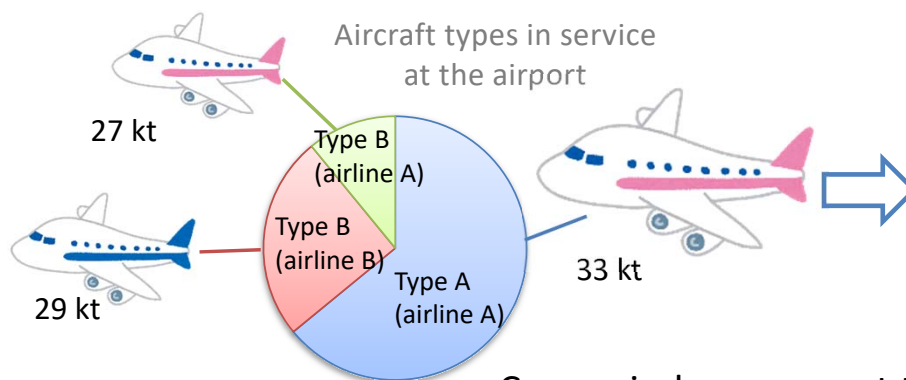 Aircraft types in service
at the airport
27 kt
Type B
(airline A)
Type B
(airline B)
29 kt
Type A
(airline A)
33 kt